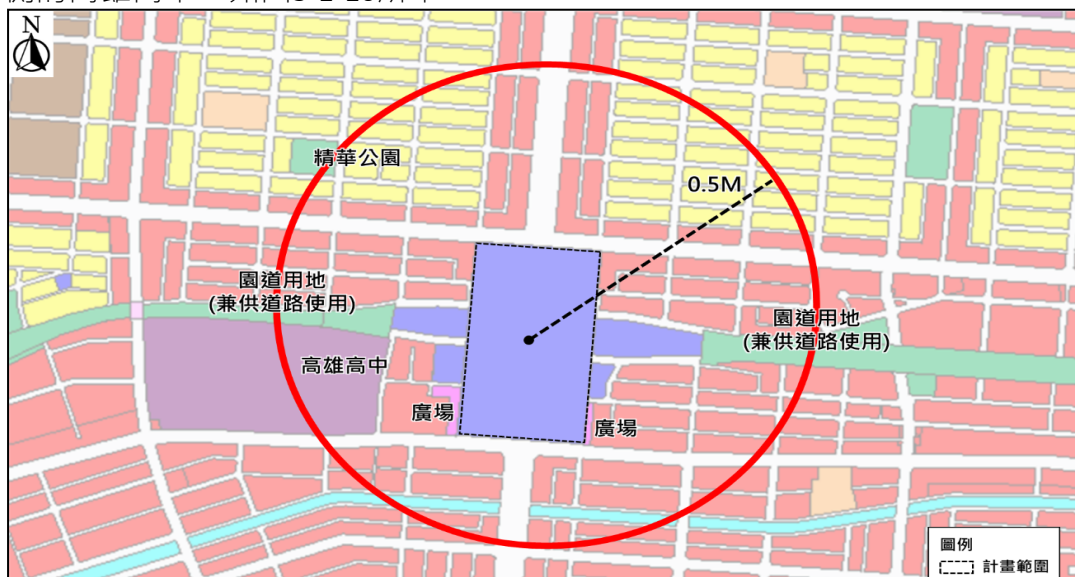 N
精華公園
0.5M
園道用地
(兼供道路使用)
園道用地
(兼供道路使用)
高雄高中
廣場
廣場
圖例
計畫範圍